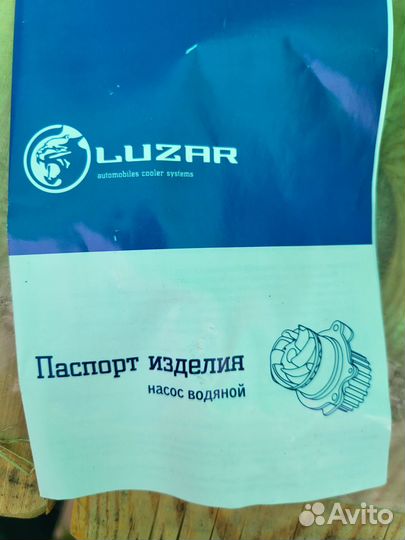 LUZAR
automobiles cooler systems
Паспорт изделия
насос водяной
Avito